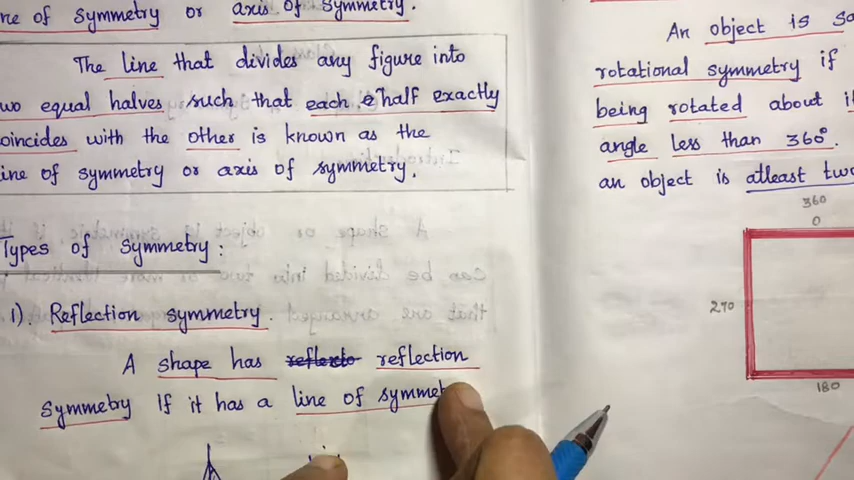 of symmetry or axis of symmetry.
The line that divides any figure into
two equal halves such that each half exactly
coincides with the other is known as the
line of symmetry or axis of symmetry.
Types of Symmetry:
1). Reflection symmetry.
A shape has reflection
symmetry if it has a line of
An object is
rotational symmetry if
being rotated about
angle less than 360°.
an object is atleast two
360
0
270
180